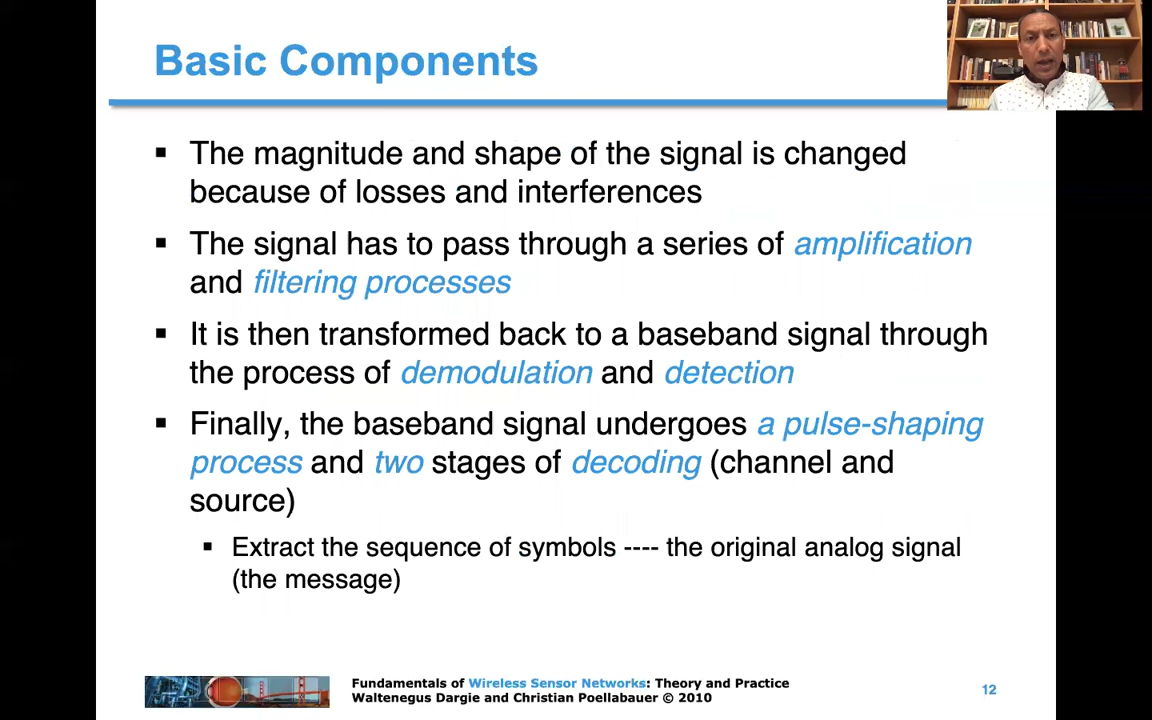 Basic Components
▪ The magnitude and shape of the signal is changed
because of losses and interferences
▪ The signal has to pass through a series of amplification
and filtering processes
▪ It is then transformed back to a baseband signal through
the process of demodulation and detection
▪ Finally, the baseband signal undergoes a pulse-shaping
process and two stages of decoding (channel and
source)
▪ Extract the sequence of symbols ---- the original analog signal
(the message)
Fundamentals of Wireless Sensor Networks: Theory and Practice
Waltenegus Dargie and Christian Poellabauer © 2010
12